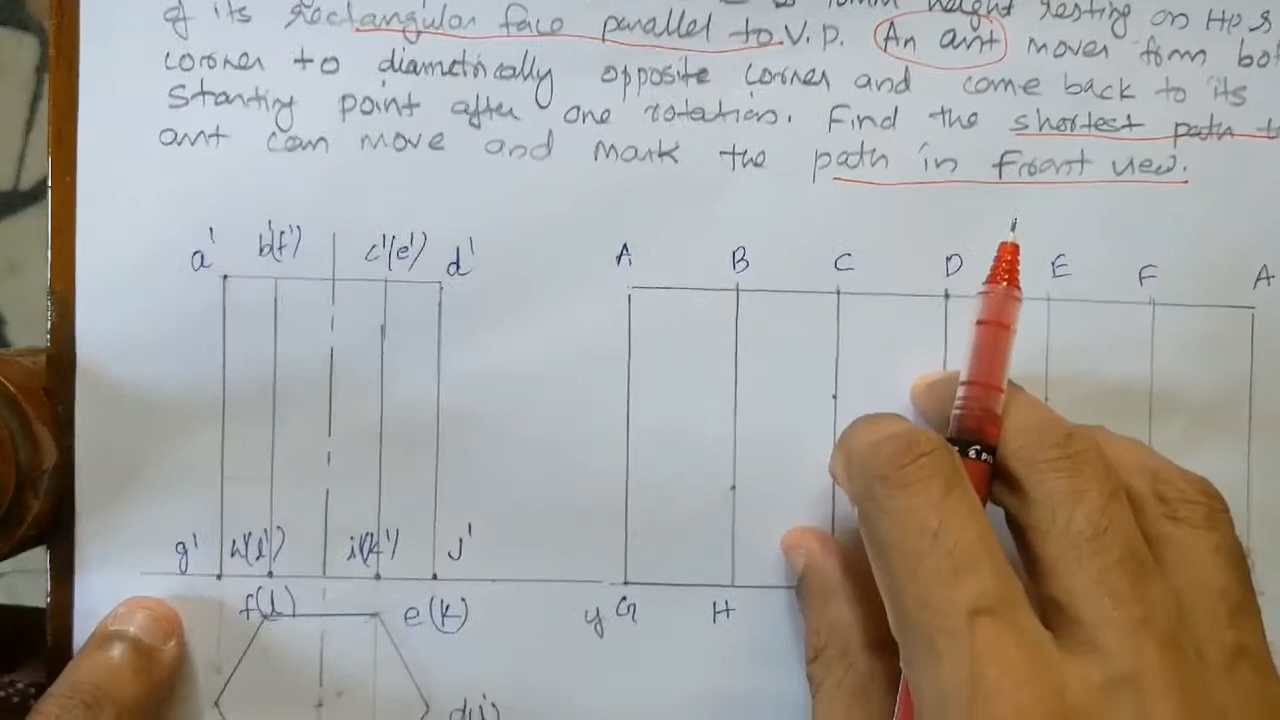 of its rectangular face parallel to V.P. An ant moves from
corner to diametrically opposite corner and come back to its
starting point after one rotation. Find the shortest path
ant can move and mark the path in Front view.
a' b'(f') c'(e') d'
A B C D E F A
g' h'(l') i'(k') J'
f(l) e(k) y G H
d(j)